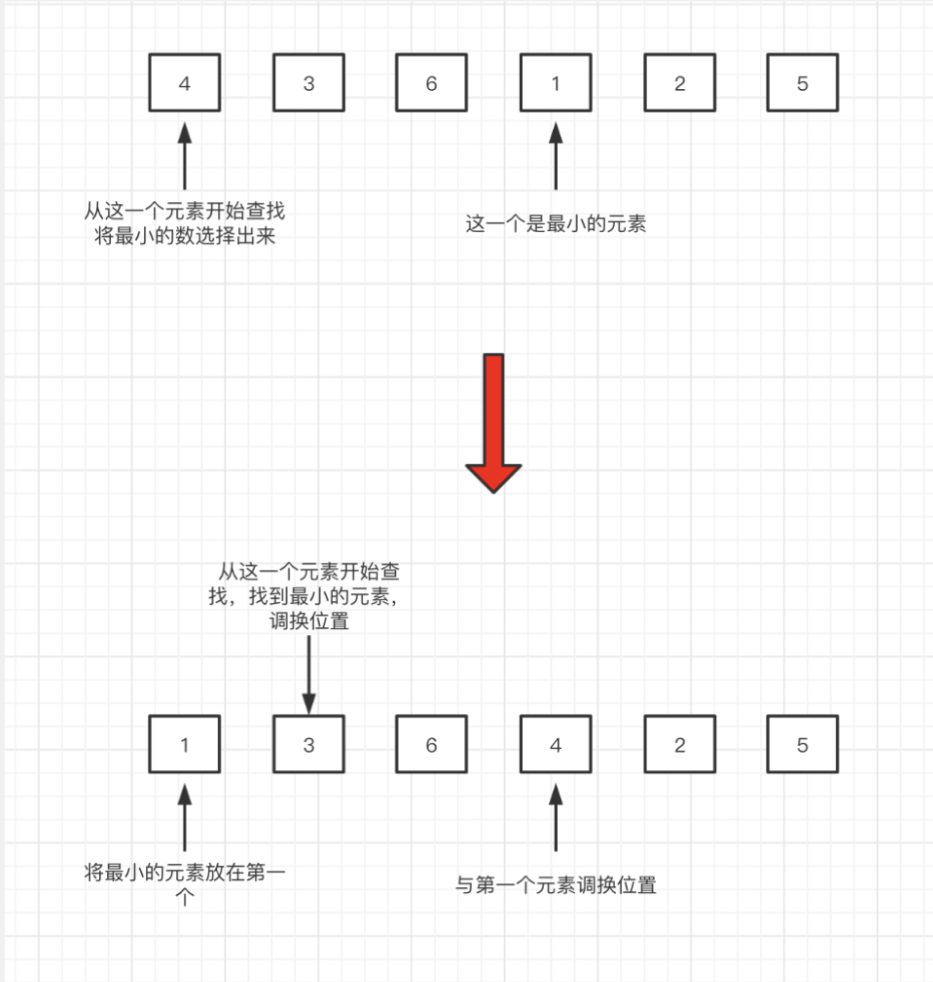 4 3 6 1 2 5
从这一个元素开始查找
将最小的数选择出来
这一个是最小的元素
从这一个元素开始查
找，找到最小的元素，
调换位置
1 3 6 4 2 5
将最小的元素放在第一
个
与第一个元素调换位置